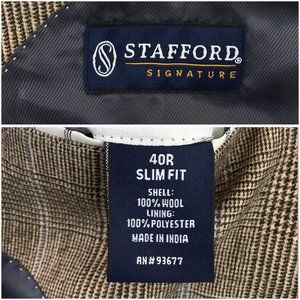 S STAFFORD®
SIGNATURE
40R
SLIM FIT
SHELL:
100% WOOL
LINING:
100% POLYESTER
MADE IN INDIA
RN#93677